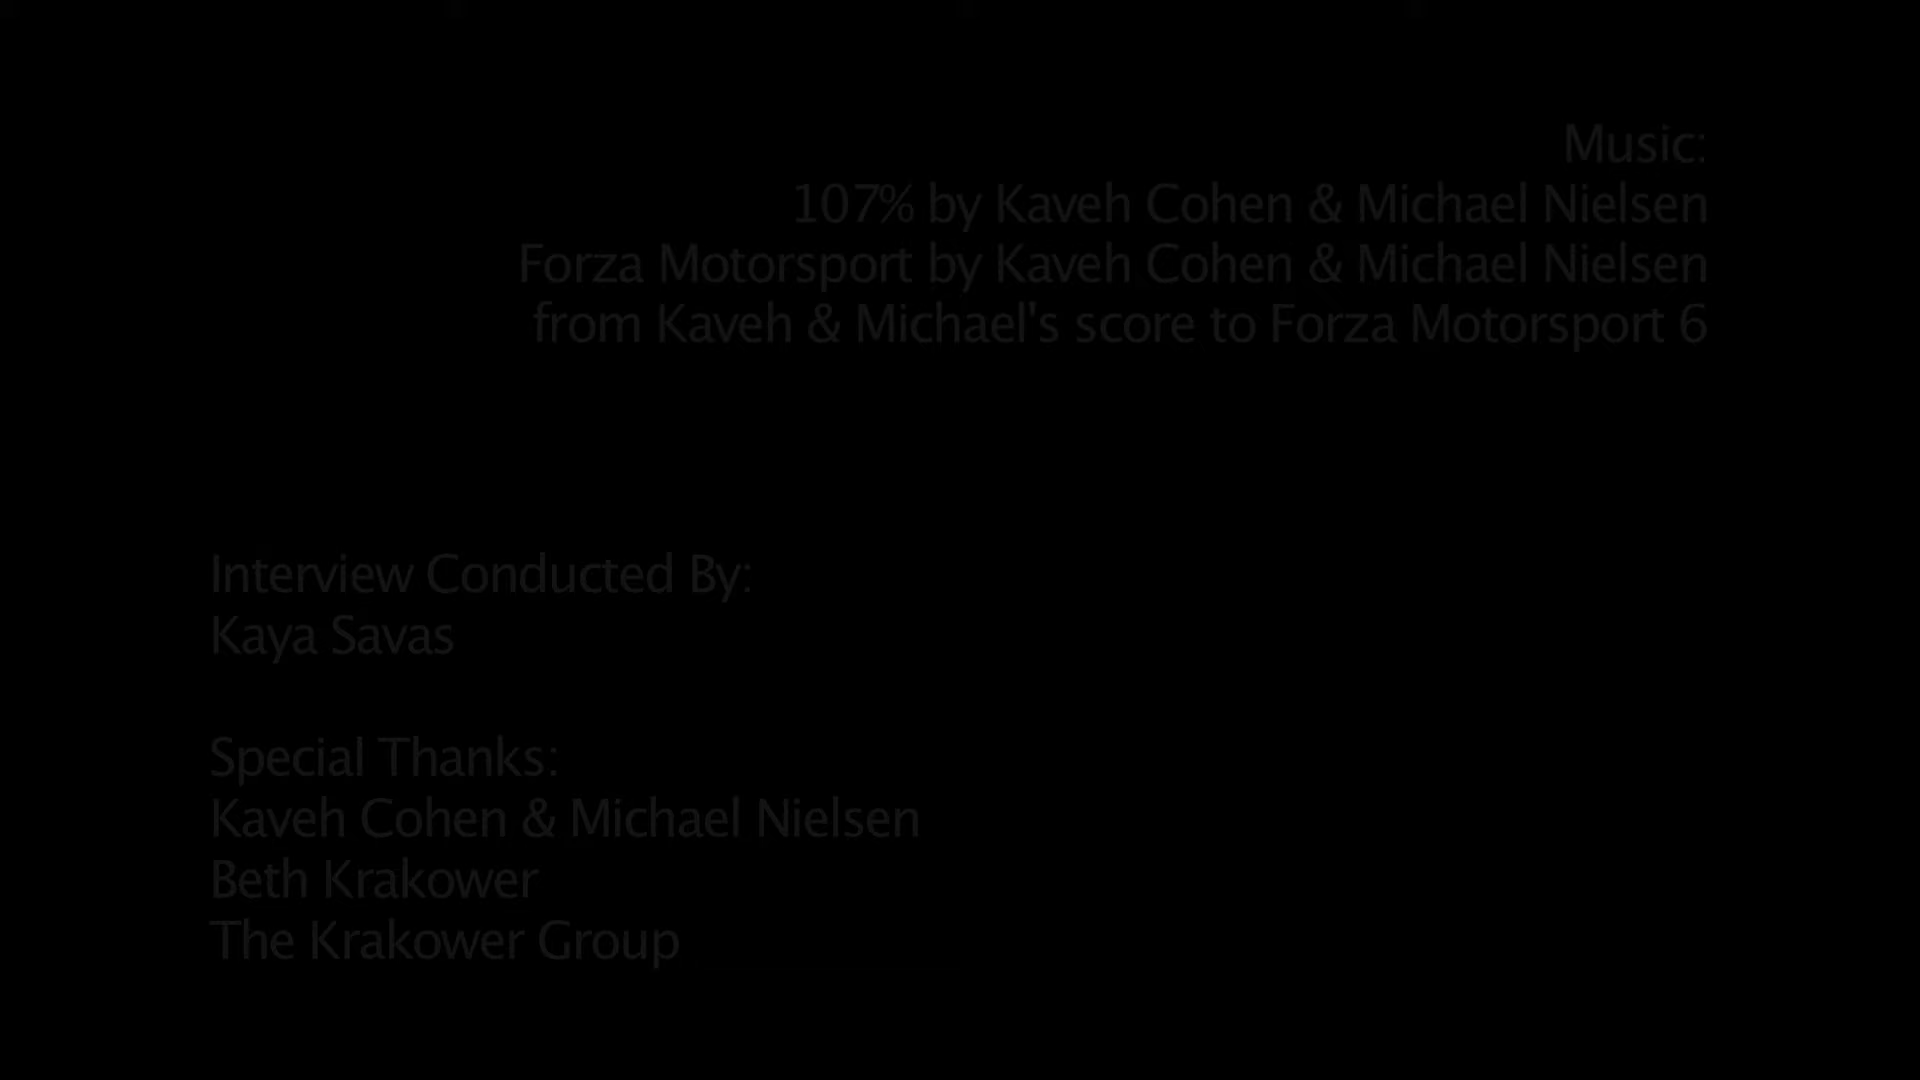 Music:
107% by Kaveh Cohen & Michael Nielsen
Forza Motorsport by Kaveh Cohen & Michael Nielsen
from Kaveh & Michael's score to Forza Motorsport 6
Interview Conducted By:
Kaya Savas
Special Thanks:
Kaveh Cohen & Michael Nielsen
Beth Krakower
The Krakower Group